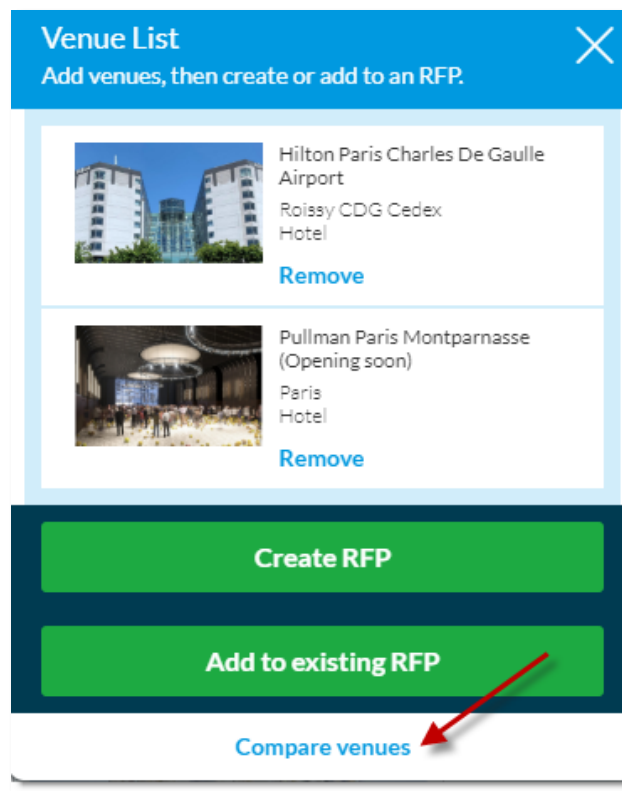 Venue List
Add venues, then create or add to an RFP.
Hilton Paris Charles De Gaulle
Airport
Roissy CDG Cedex
Hotel
Remove
Pullman Paris Montparnasse
(Opening soon)
Paris
Hotel
Remove
Create RFP
Add to existing RFP
Compare venues